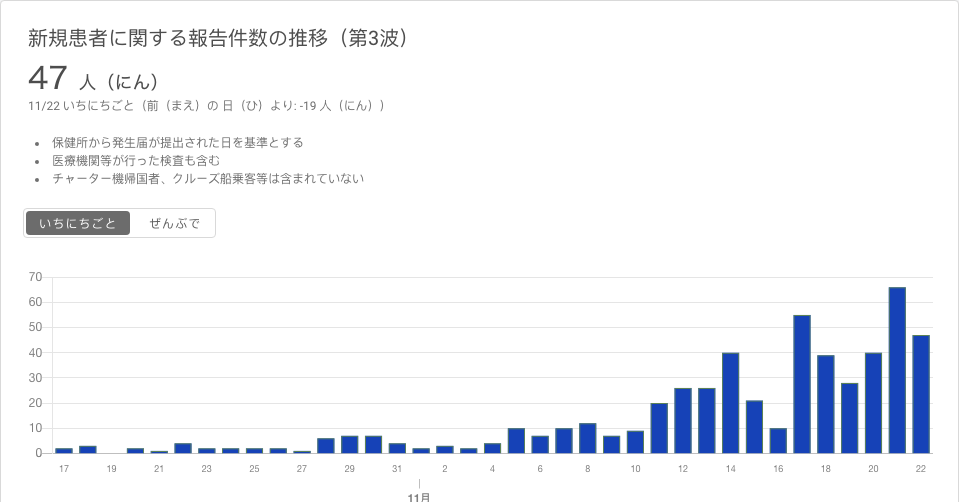 新規患者に関する報告件数の推移（第3波）
47 人（にん）
11/22 いちにちごと（前（まえ）の 日（ひ）より: -19 人（にん））
保健所から発生届が提出された日を基準とする
医療機関等が行った検査も含む
チャーター機帰国者、クルーズ船乗客等は含まれていない
いちにちごと ぜんぶで
70
60
50
40
30
20
10
0
17 19 21 23 25 27 29 31 2 4 6 8 10 12 14 16 18 20 22
11月